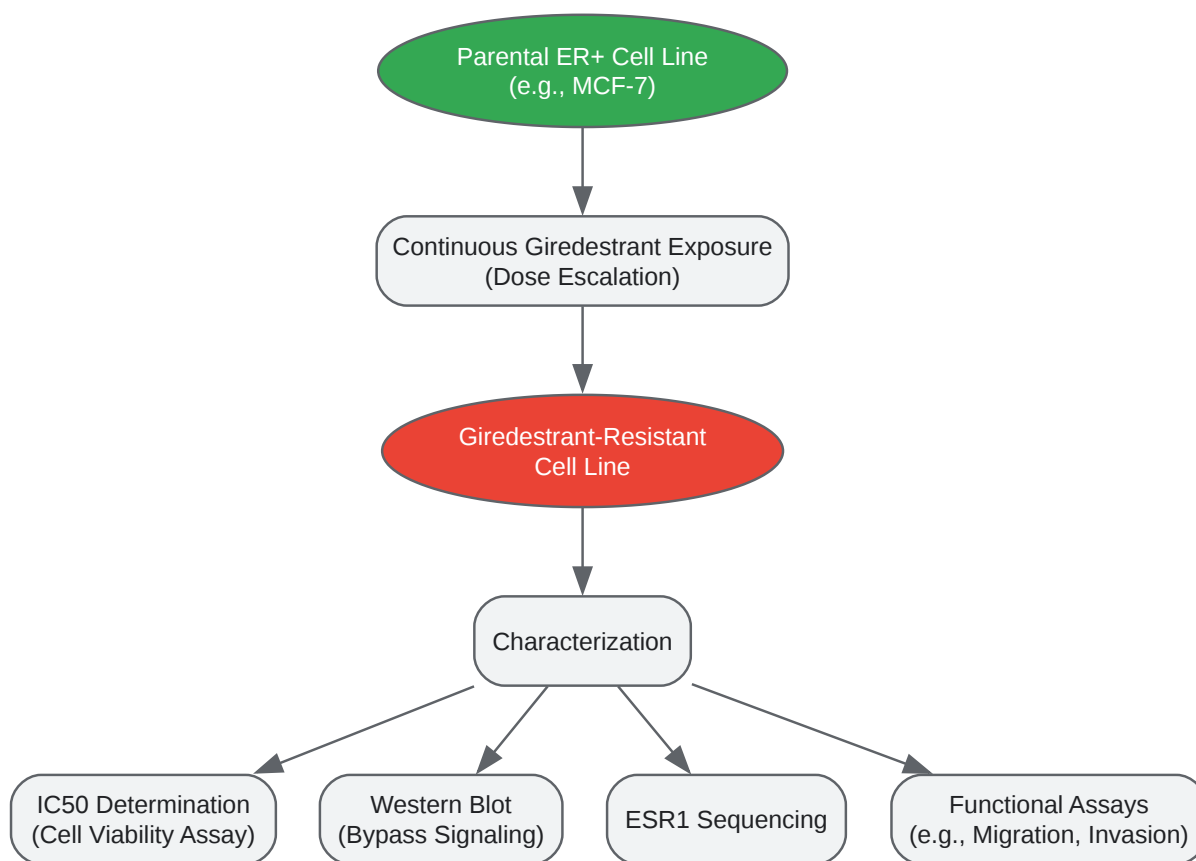 Parental ER+ Cell Line
(e.g., MCF-7)
Continuous Giredestrant Exposure
(Dose Escalation)
Giredestrant-Resistant
Cell Line
Characterization
IC50 Determination
(Cell Viability Assay)
Western Blot
(Bypass Signaling)
ESR1 Sequencing
Functional Assays
(e.g., Migration, Invasion)